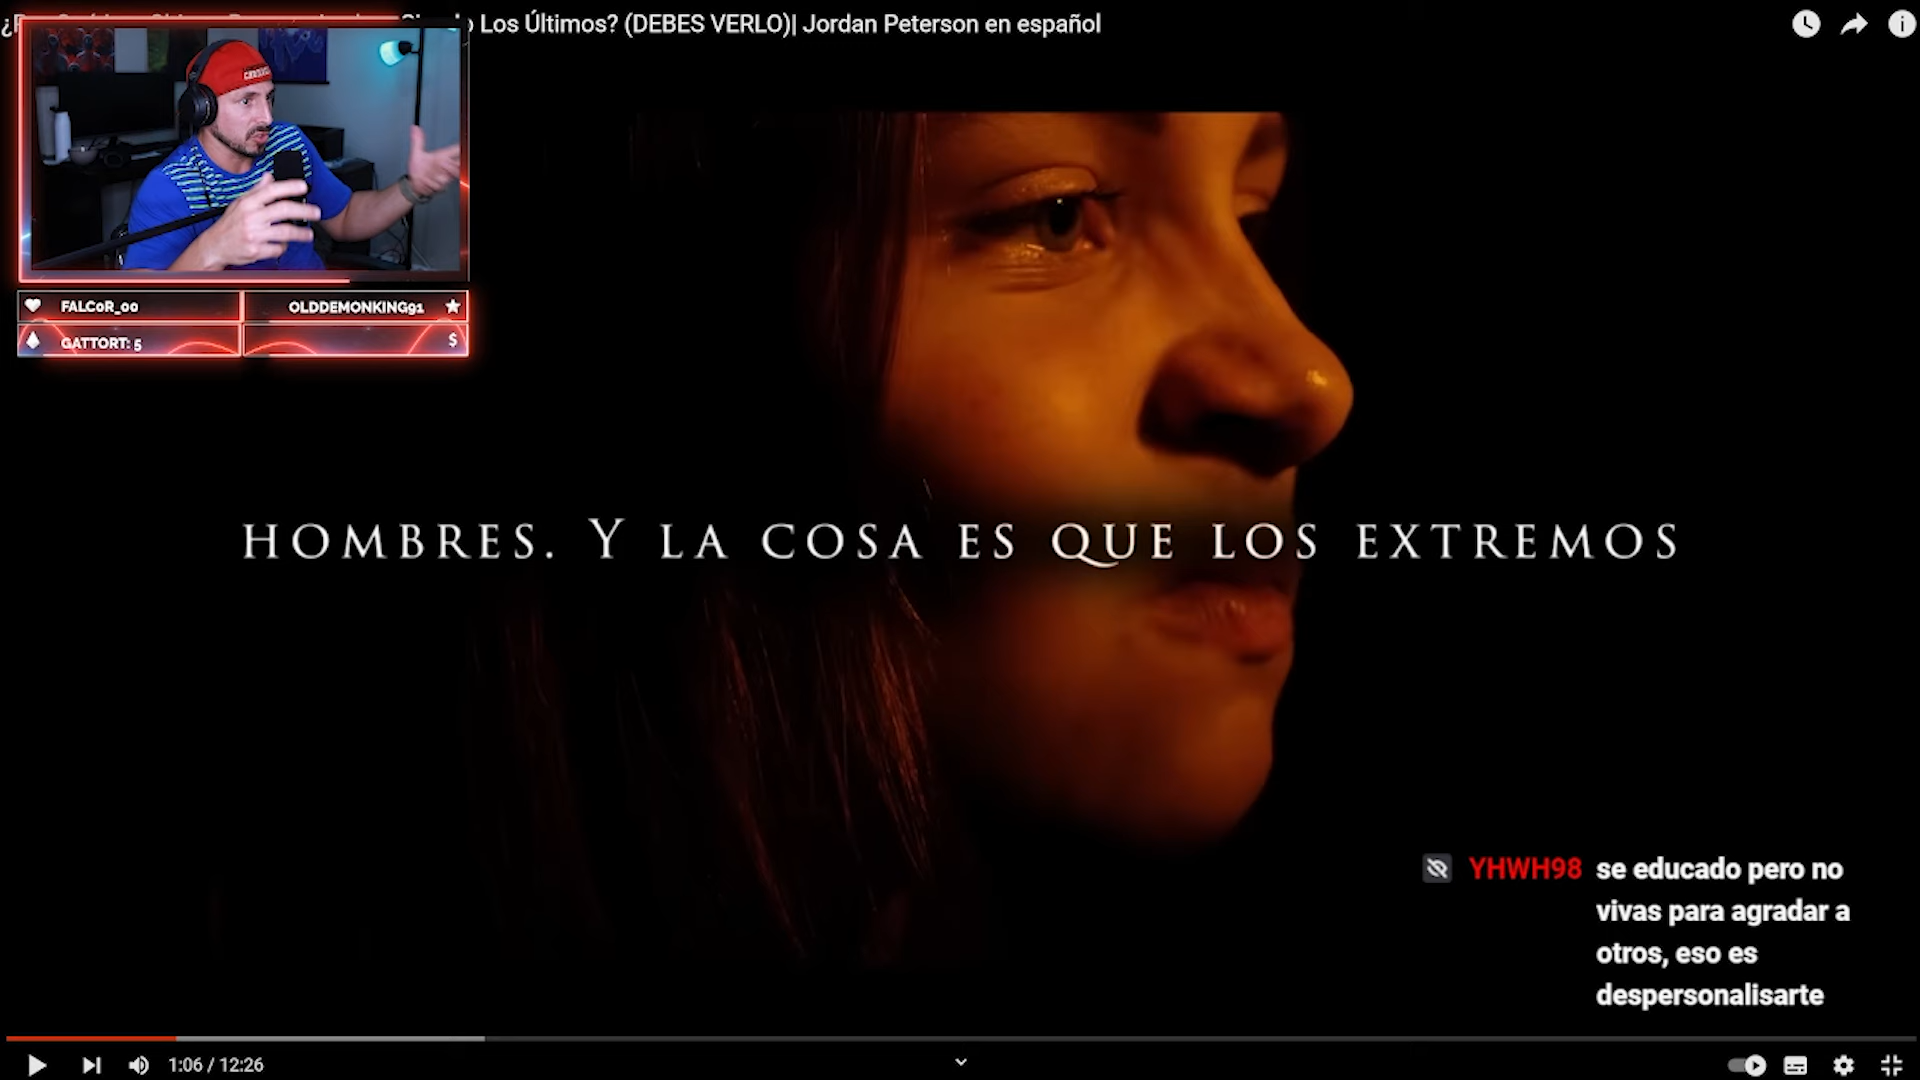 Los Últimos? (DEBES VERLO)| Jordan Peterson en español
FALC0R_00
OLDDEMONKING91
GATTORT: 5
$
HOMBRES. Y LA COSA ES QUE LOS EXTREMOS
YHWH98 se educado pero no
vivas para agradar a
otros, eso es
despersonalisarte
1:06 / 12:26